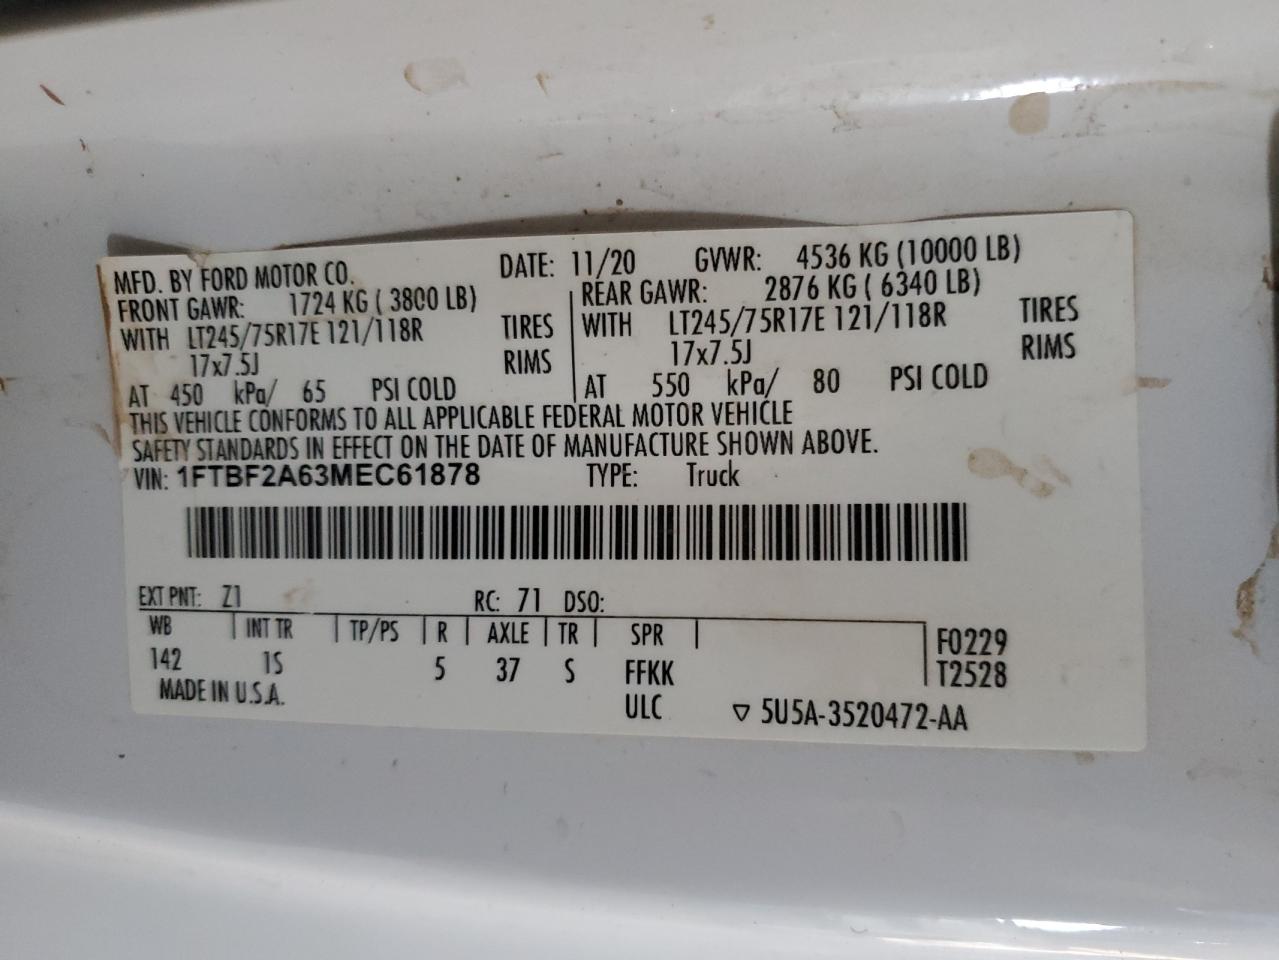 MFD. BY FORD MOTOR CO. DATE: 11/20 GVWR: 4536 KG (10000 LB)
FRONT GAWR: 1724 KG ( 3800 LB) REAR GAWR: 2876 KG ( 6340 LB)
WITH LT245/75R17E 121/118R TIRES WITH LT245/75R17E 121/118R TIRES
17x7.5J RIMS 17x7.5J RIMS
AT 450 kPa/ 65 PSI COLD AT 550 kPa/ 80 PSI COLD
THIS VEHICLE CONFORMS TO ALL APPLICABLE FEDERAL MOTOR VEHICLE
SAFETY STANDARDS IN EFFECT ON THE DATE OF MANUFACTURE SHOWN ABOVE.
VIN: 1FTBF2A63MEC61878 TYPE: Truck
EXT PNT: Z1 RC: 71 DSO:
WB INT TR TP/PS R AXLE TR SPR F0229
142 1S 5 37 S FFKK T2528
MADE IN U.S.A. ULC ▽ 5U5A-3520472-AA